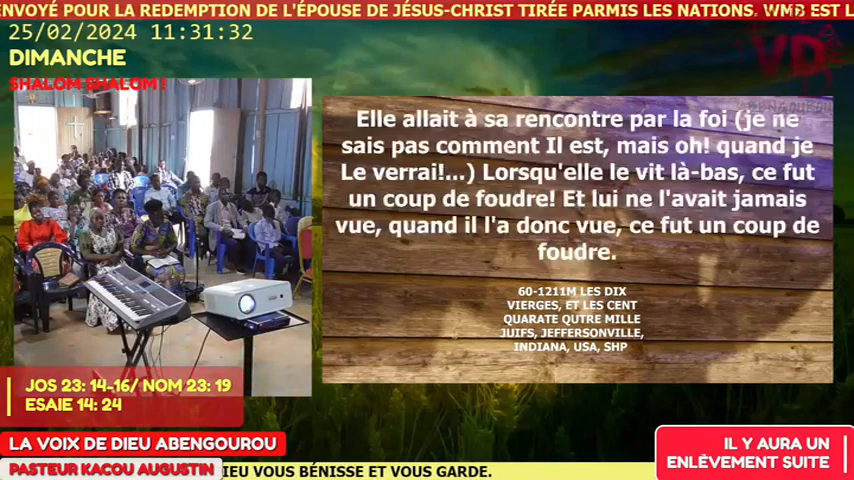 ENVOYÉ POUR LA REDEMPTION DE L'ÉPOUSE DE JÉSUS-CHRIST TIRÉE PARMIS LES NATIONS. WMB EST L
25/02/2024 11:31:32
DIMANCHE
SHALOM SHALOM !
VD
ABENGOUROU
Elle allait à sa rencontre par la foi (je ne
sais pas comment Il est, mais oh! quand je
Le verrai!...) Lorsqu'elle le vit là-bas, ce fut
un coup de foudre! Et lui ne l'avait jamais
vue, quand il l'a donc vue, ce fut un coup de
foudre.
60-1211M LES DIX
VIERGES, ET LES CENT
QUARATE QUTRE MILLE
JUIFS, JEFFERSONVILLE,
INDIANA, USA, SHP
JOS 23: 14-16/ NOM 23: 19
ESAIE 14: 24
LA VOIX DE DIEU ABENGOUROU
PASTEUR KACOU AUGUSTIN
IEU VOUS BÉNISSE ET VOUS GARDE.
IL Y AURA UN
ENLÈVEMENT SUITE